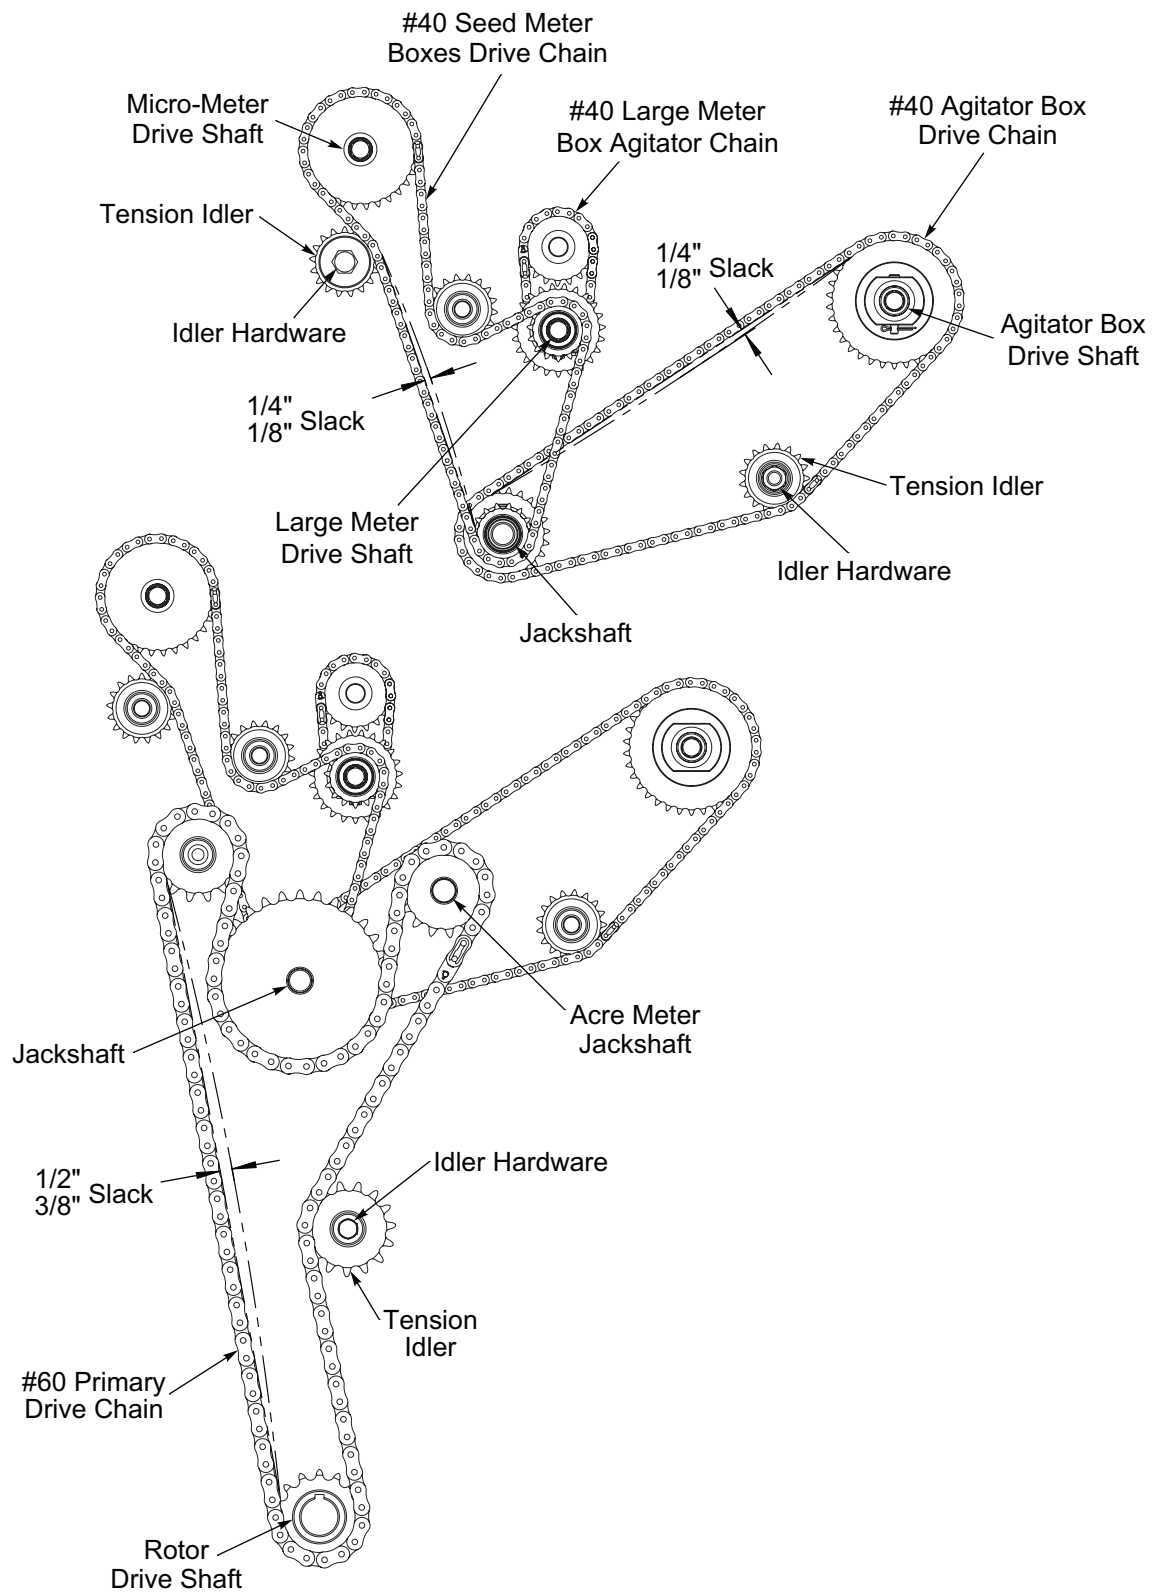 #40 Seed Meter
Boxes Drive Chain
Micro-Meter
Drive Shaft
#40 Large Meter
Box Agitator Chain
#40 Agitator Box
Drive Chain
Tension Idler
1/4"
1/8" Slack
Idler Hardware
Agitator Box
Drive Shaft
1/4"
1/8" Slack
Tension Idler
Large Meter
Drive Shaft
Idler Hardware
Jackshaft
Acre Meter
Jackshaft
Jackshaft
Idler Hardware
1/2"
3/8" Slack
Tension
Idler
#60 Primary
Drive Chain
Rotor
Drive Shaft